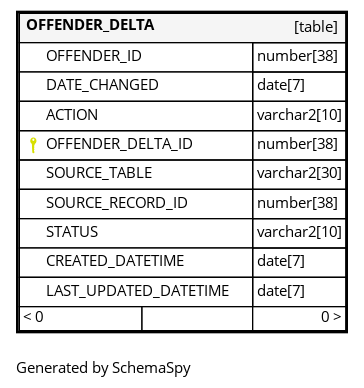 OFFENDER_DELTA [table]
OFFENDER_ID number[38]
DATE_CHANGED date[7]
ACTION varchar2[10]
OFFENDER_DELTA_ID number[38]
SOURCE_TABLE varchar2[30]
SOURCE_RECORD_ID number[38]
STATUS varchar2[10]
CREATED_DATETIME date[7]
LAST_UPDATED_DATETIME date[7]
< 0 0 >
Generated by SchemaSpy